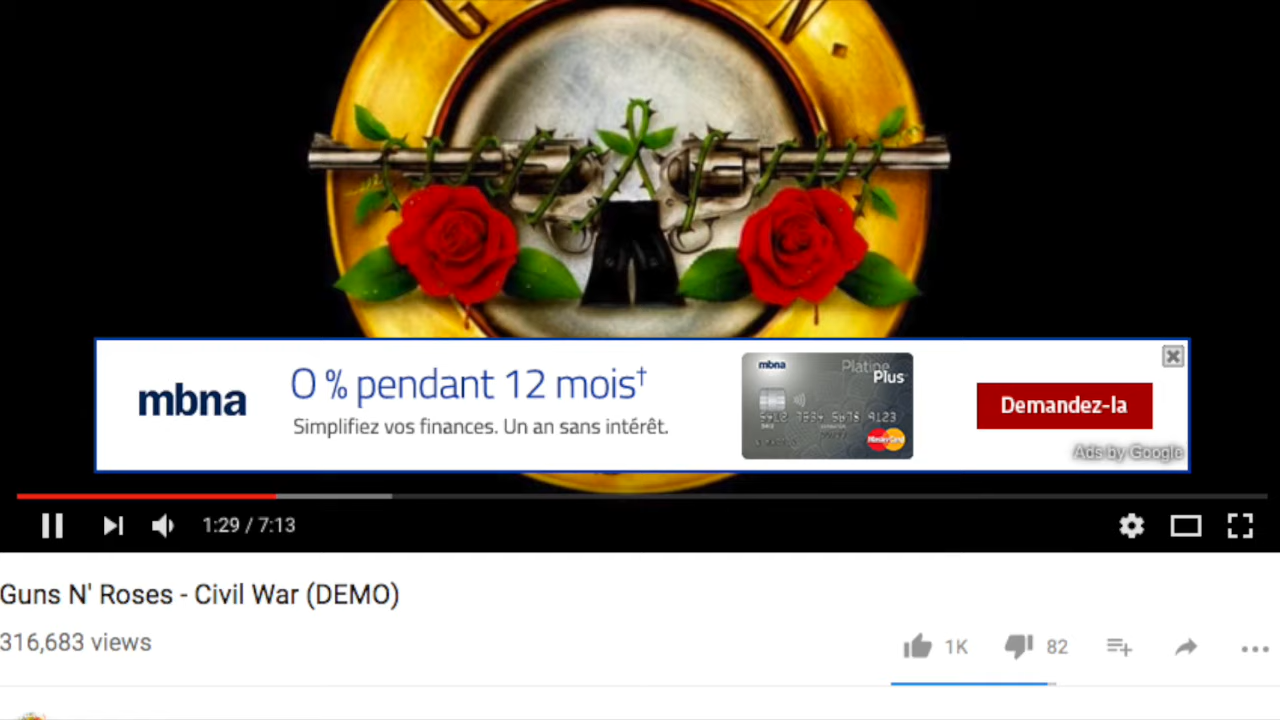 G N
mbna
0 % pendant 12 mois†
Simplifiez vos finances. Un an sans intérêt.
mbna
Platine
Plus
MasterCard
Demandez-la
Ads by Google
1:29 / 7:13
Guns N' Roses - Civil War (DEMO)
316,683 views
1K
82